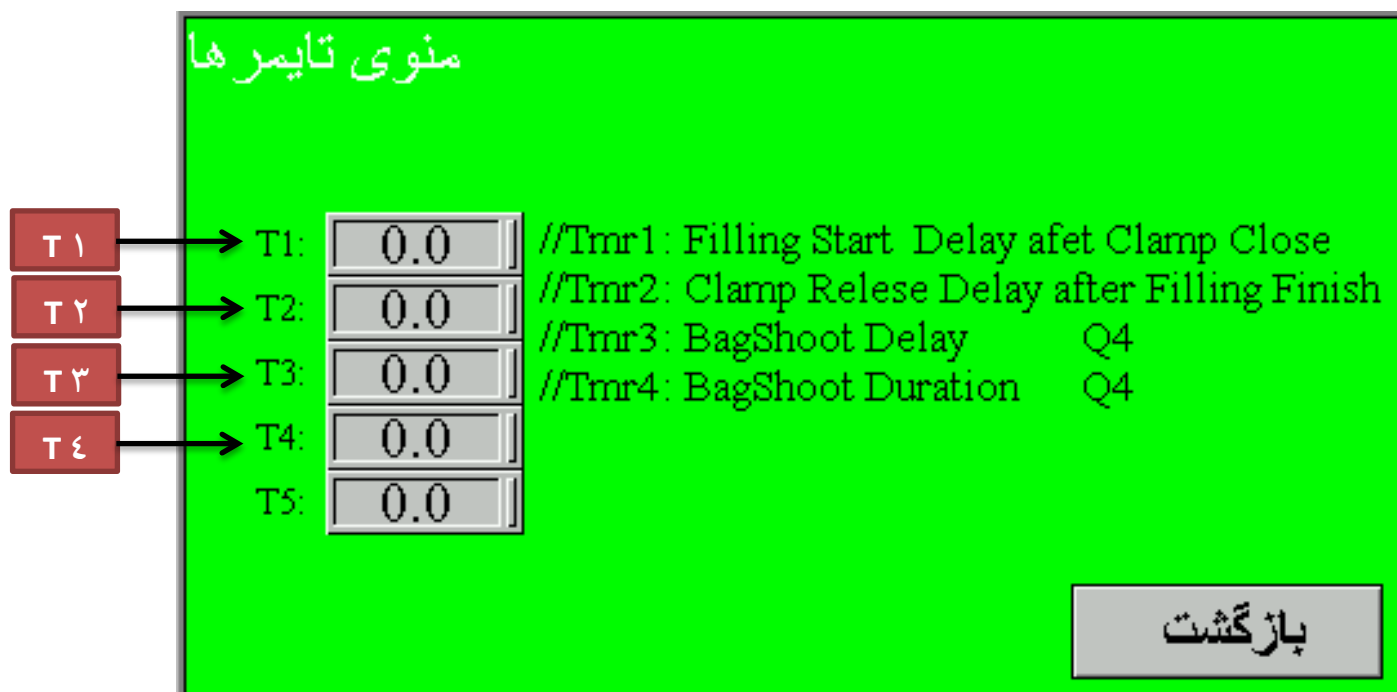 منوی تایمر ها
T ۱
T1:
0.0
//Tmr1: Filling Start Delay afet Clamp Close
T ۲
T2:
0.0
//Tmr2: Clamp Relese Delay after Filling Finish
T ۳
T3:
0.0
//Tmr3: BagShoot Delay Q4
T ٤
T4:
0.0
//Tmr4: BagShoot Duration Q4
T5:
0.0
بازگشت